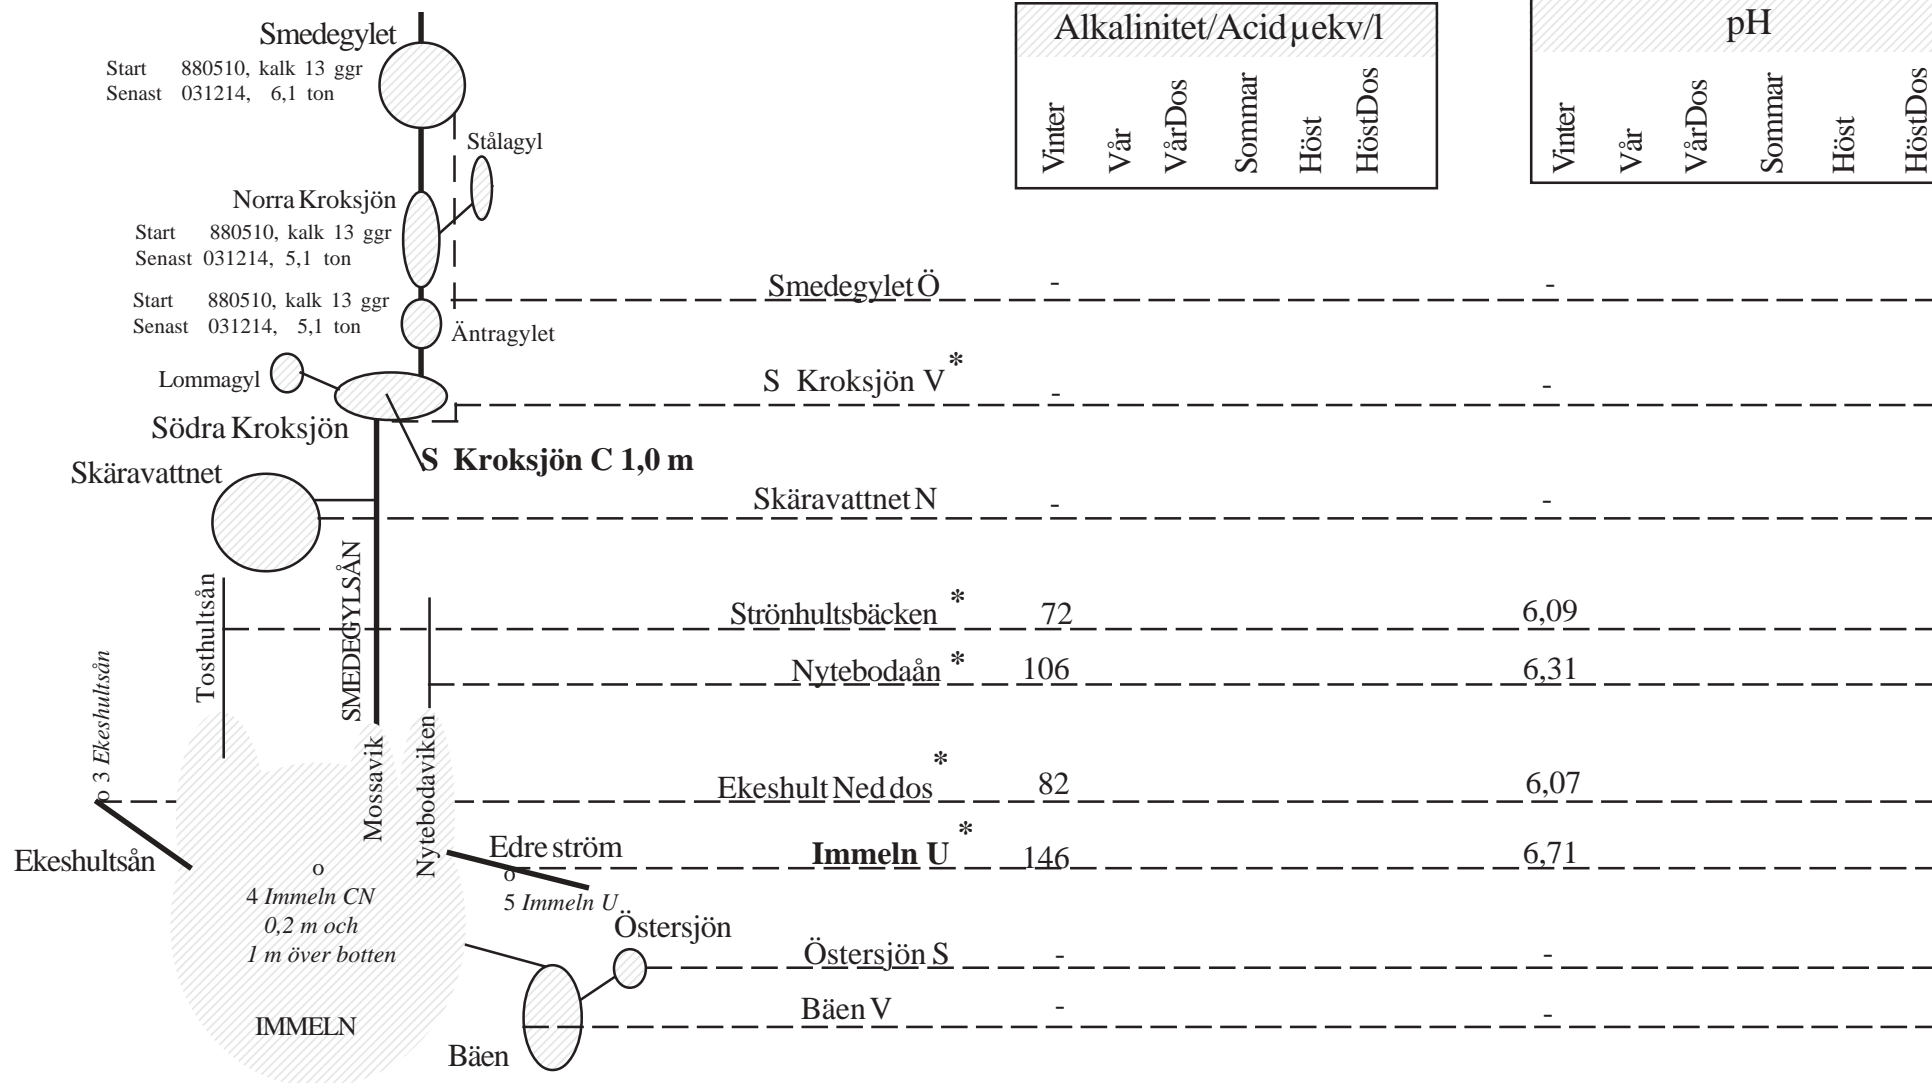 Smedegylet
Start 880510, kalk 13 ggr
Senast 031214, 6,1 ton
Stålagyl
Norra Kroksjön
Start 880510, kalk 13 ggr
Senast 031214, 5,1 ton
Start 880510, kalk 13 ggr
Senast 031214, 5,1 ton
Äntragylet
Lommagyl
Södra Kroksjön
S Kroksjön C 1,0 m
Skäravattnet
Tosthultsån
SMEDEGYLSÅN
o 3 Ekeshultsån
Mossavik
Nytebodaviken
Ekeshultsån
o
4 Immeln CN
0,2 m och
1 m över botten
IMMELN
Edre ström
o
5 Immeln U
Östersjön
Bäen
Alkalinitet/Acid µekv/l
Vinter
Vår
VårDos
Sommar
Höst
HöstDos
pH
Vinter
Vår
VårDos
Sommar
Höst
HöstDos
Smedegylet Ö - -
S Kroksjön V * - -
Skäravattnet N - -
Strönhultsbäcken * 72 6,09
Nytebodaån * 106 6,31
Ekeshult Ned dos * 82 6,07
Immeln U * 146 6,71
Östersjön S - -
Bäen V - -